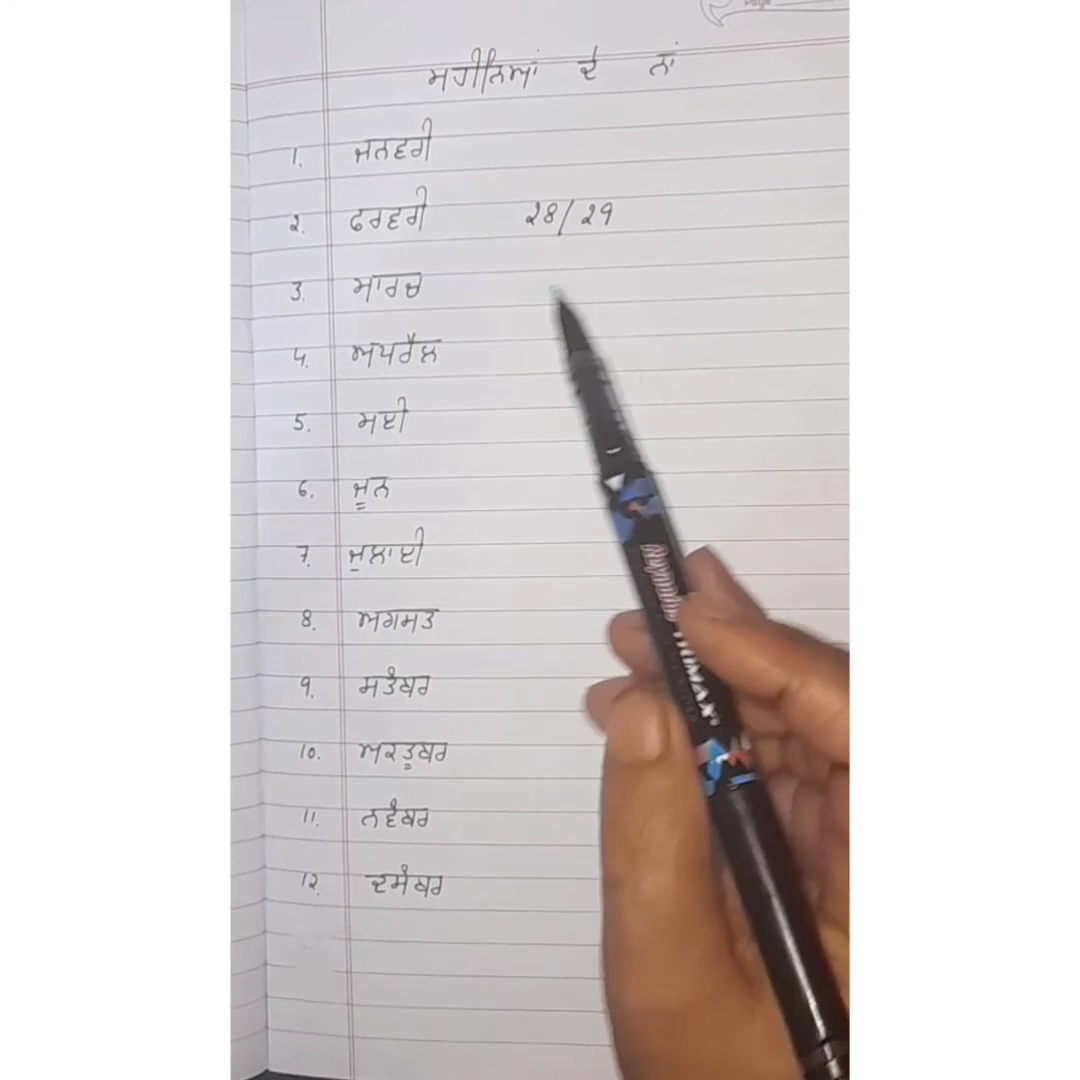 ਮਹੀਨਿਆਂ ਦੇ ਨਾਂ
1. ਜਨਵਰੀ
2. ਫਰਵਰੀ 28/29
3. ਮਾਰਚ
4. ਅਪਰੈਲ
5. ਮਈ
6. ਜੂਨ
7. ਜੁਲਾਈ
8. ਅਗਸਤ
9. ਸਤੰਬਰ
10. ਅਕਤੂਬਰ
11. ਨਵੰਬਰ
12. ਦਸੰਬਰ
TRIMAX